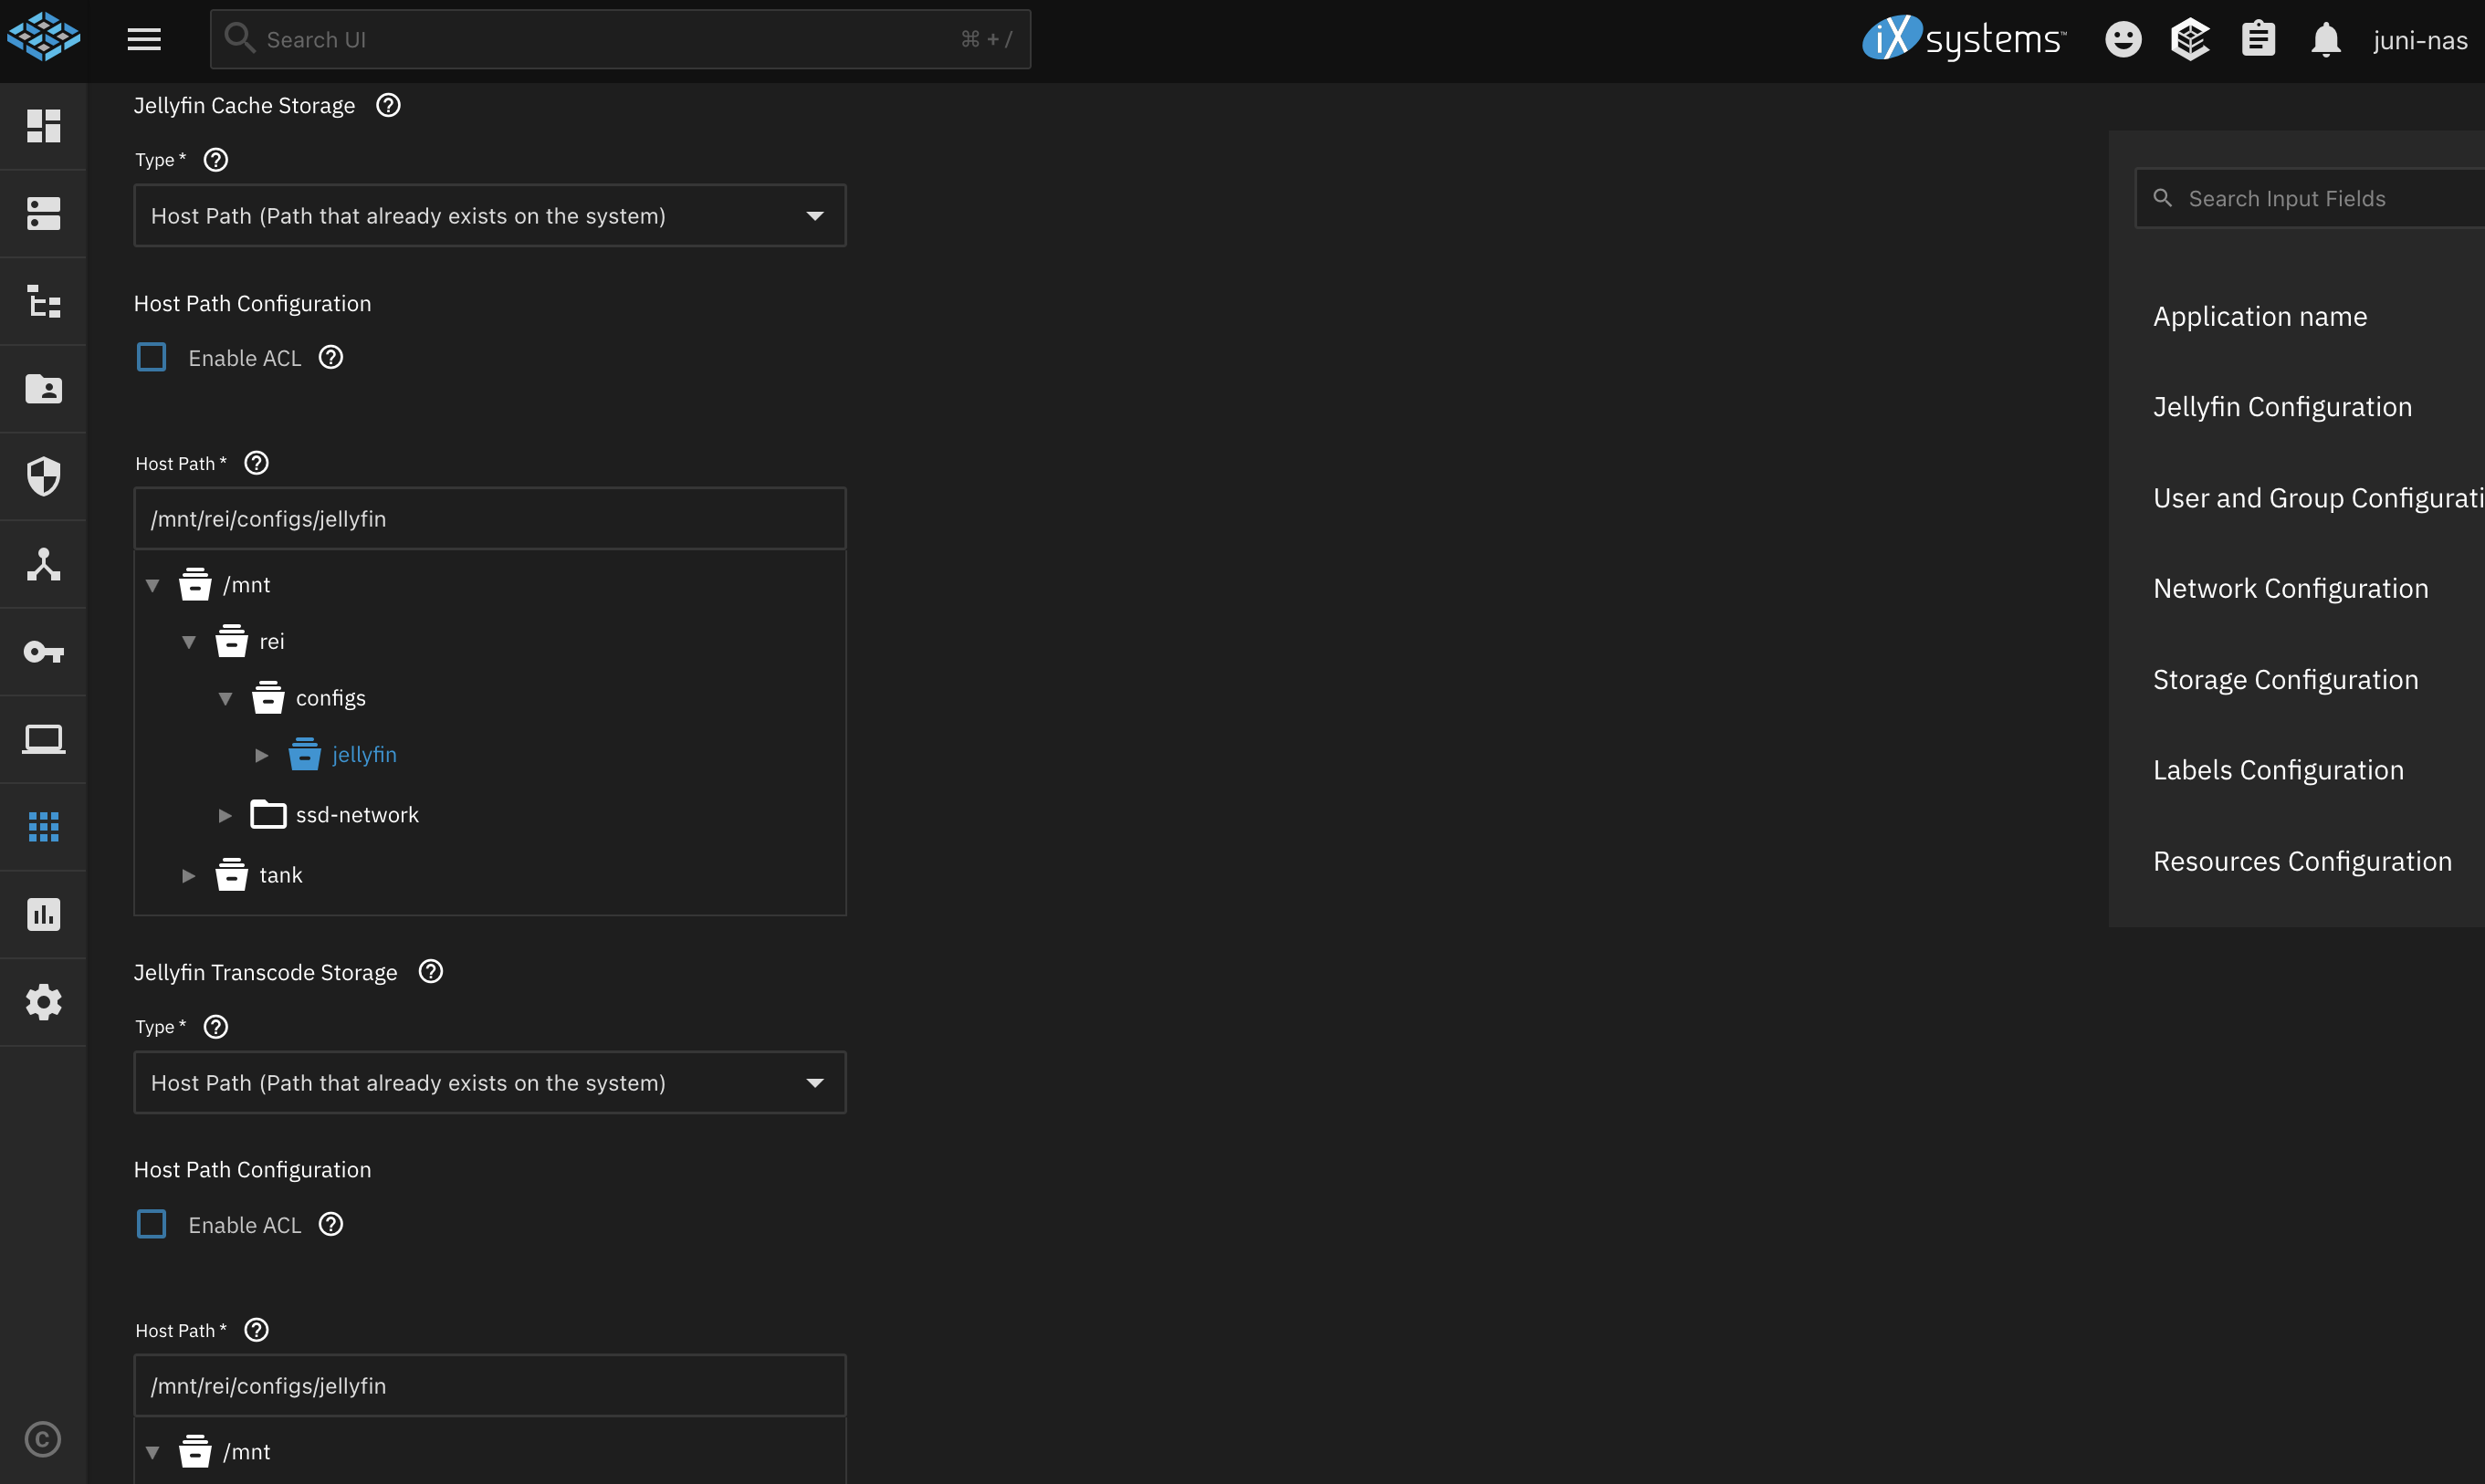 Search UI ⌘ + /
iX systems™
juni-nas
Jellyfin Cache Storage
Type *
Host Path (Path that already exists on the system)
Host Path Configuration
Enable ACL
Host Path *
/mnt/rei/configs/jellyfin
/mnt
rei
configs
jellyfin
ssd-network
tank
Jellyfin Transcode Storage
Type *
Host Path (Path that already exists on the system)
Host Path Configuration
Enable ACL
Host Path *
/mnt/rei/configs/jellyfin
/mnt
Search Input Fields
Application name
Jellyfin Configuration
User and Group Configurati
Network Configuration
Storage Configuration
Labels Configuration
Resources Configuration